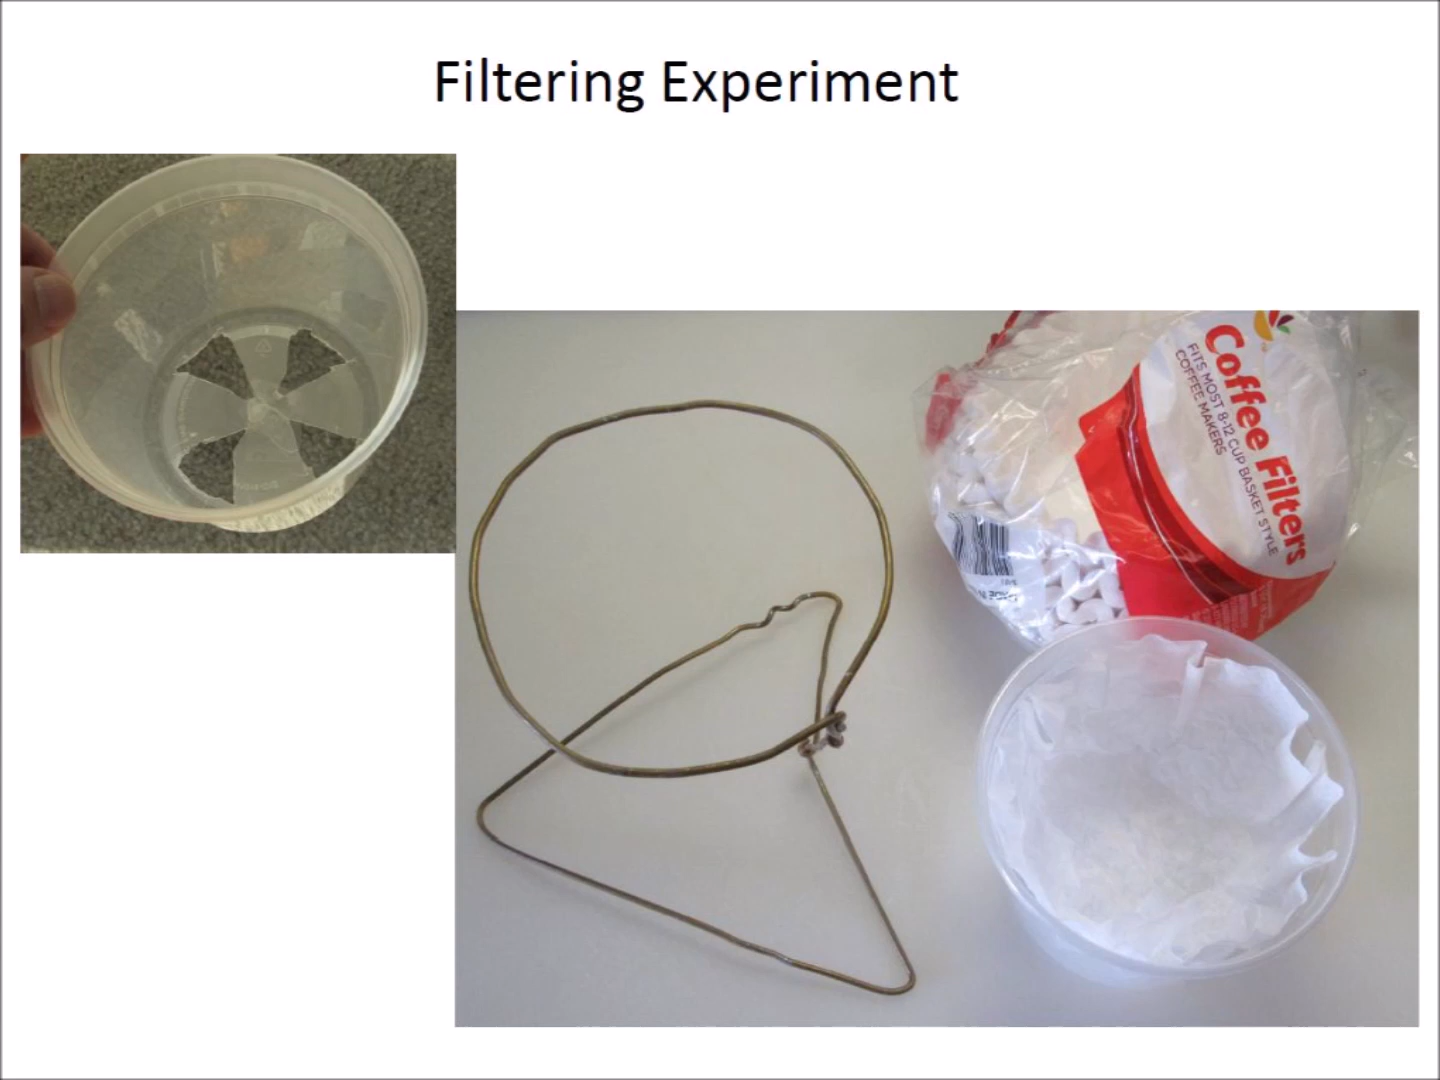 Filtering Experiment
Coffee Filters
FITS MOST 8-12 CUP BASKET STYLE
COFFEE MAKERS